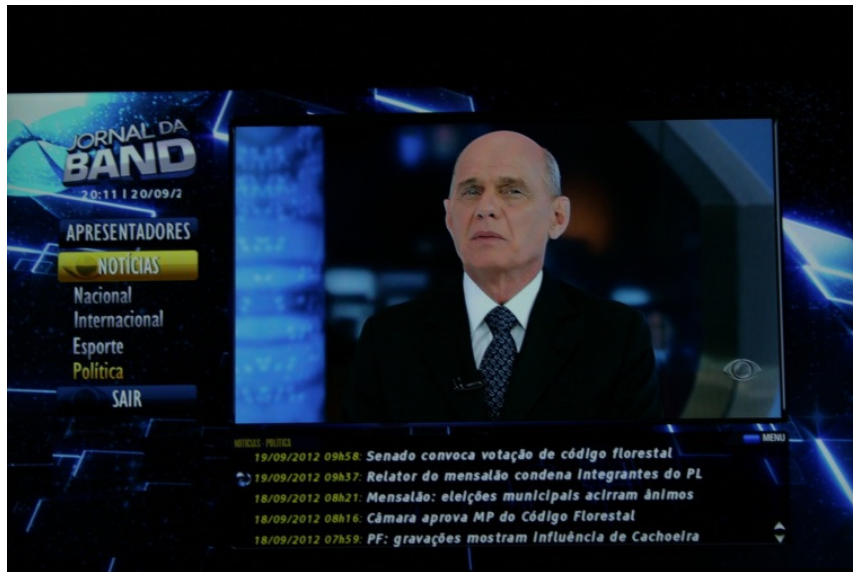 JORNAL DA
BAND
20:11 | 20/09/2
APRESENTADORES
NOTÍCIAS
Nacional
Internacional
Esporte
Política
SAIR
NOTÍCIAS - POLÍTICA
MENU
19/09/2012 09h58: Senado convoca votação de código florestal
19/09/2012 09h37: Relator do mensalão condena integrantes do PL
18/09/2012 08h21: Mensalão: eleições municipais acirram ânimos
18/09/2012 08h16: Câmara aprova MP do Código Florestal
18/09/2012 07h59: PF: gravações mostram influência de Cachoeira